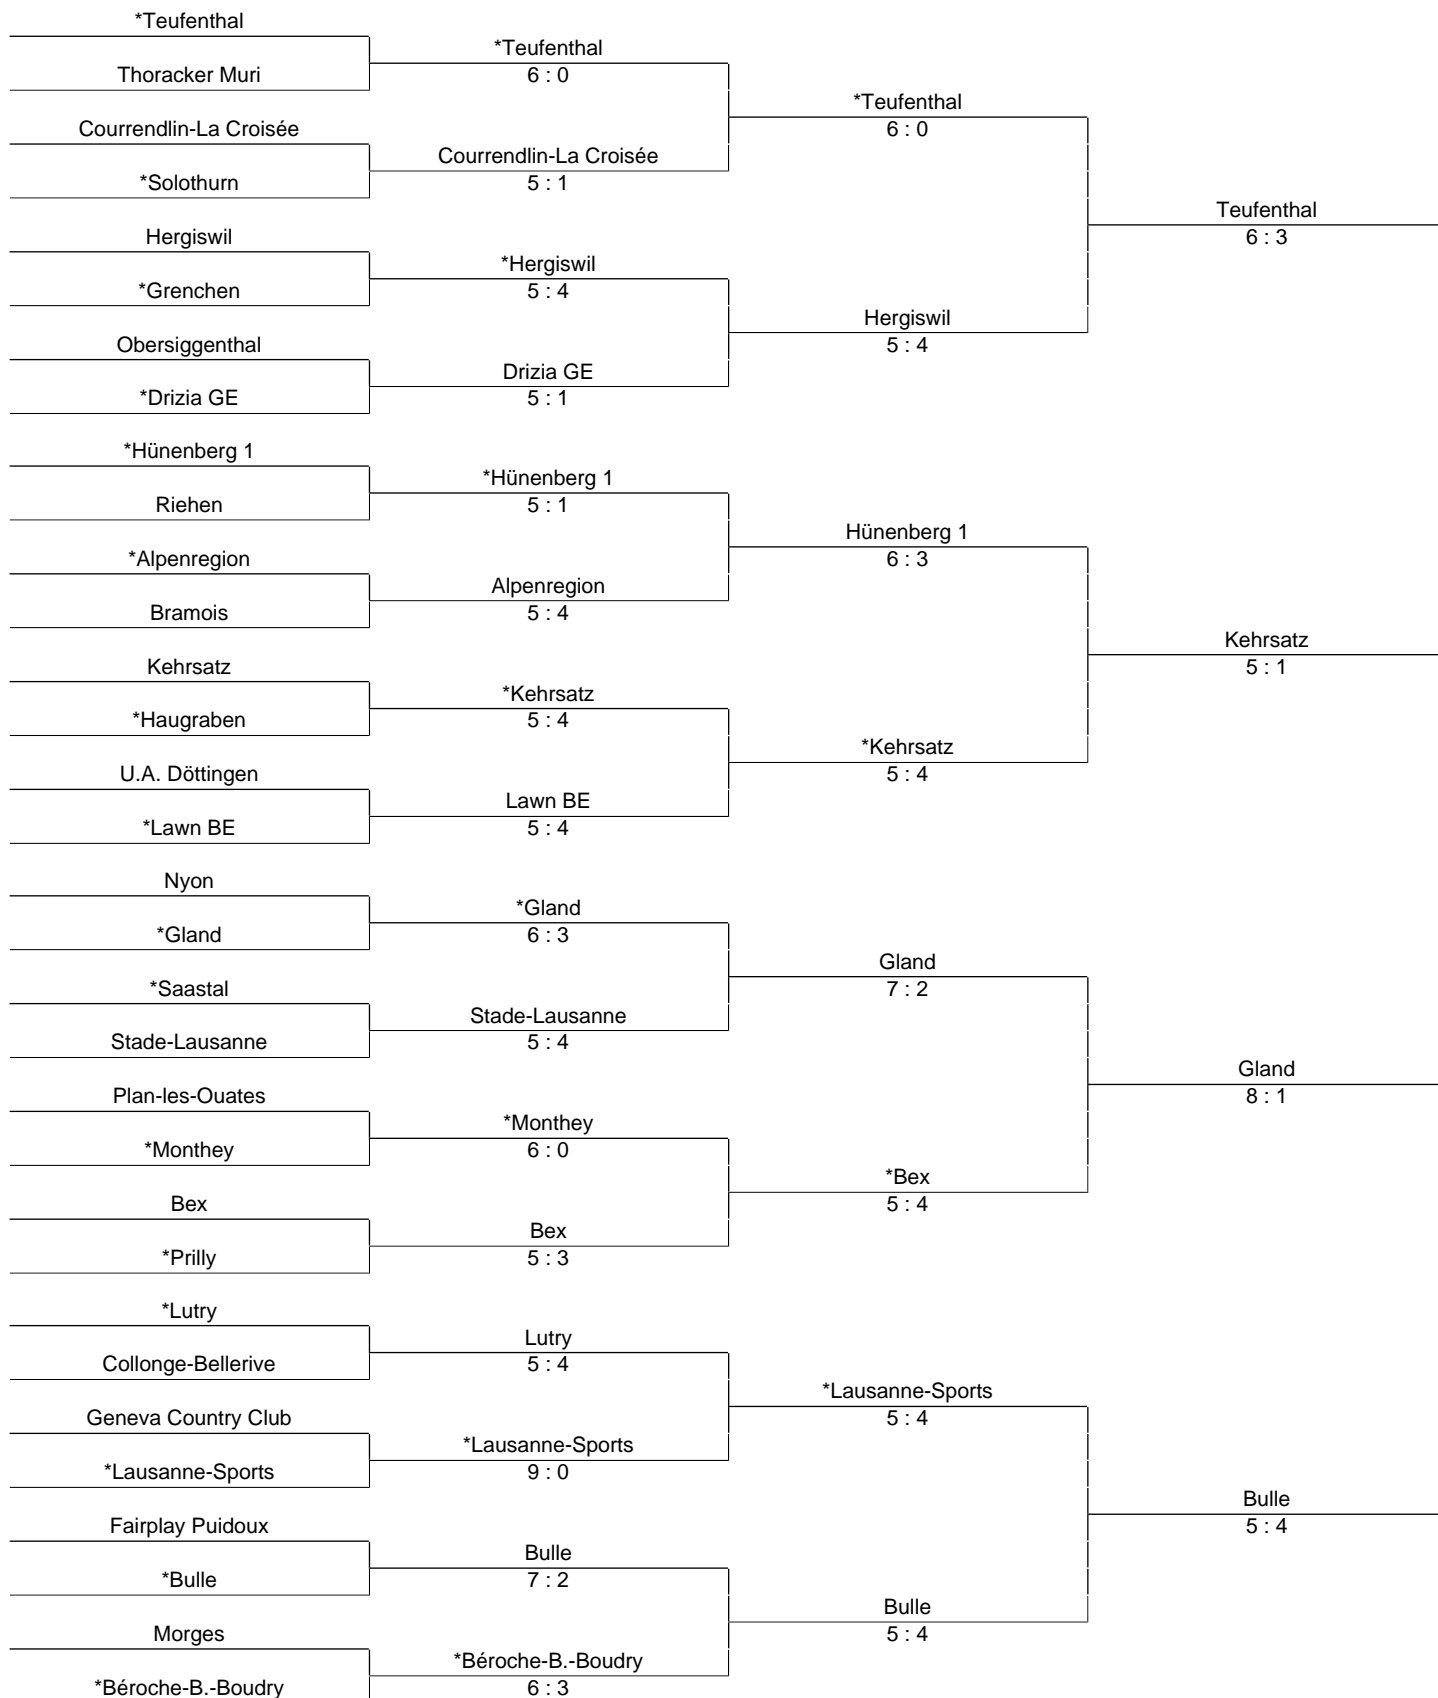 *Teufenthal
Thoracker Muri
Courrendlin-La Croisée
*Solothurn
Hergiswil
*Grenchen
Obersiggenthal
*Drizia GE
*Hünenberg 1
Riehen
*Alpenregion
Bramois
Kehrsatz
*Haugraben
U.A. Döttingen
*Lawn BE
Nyon
*Gland
*Saastal
Stade-Lausanne
Plan-les-Ouates
*Monthey
Bex
*Prilly
*Lutry
Collonge-Bellerive
Geneva Country Club
*Lausanne-Sports
Fairplay Puidoux
*Bulle
Morges
*Béroche-B.-Boudry
*Teufenthal
6 : 0
Courrendlin-La Croisée
5 : 1
*Hergiswil
5 : 4
Drizia GE
5 : 1
*Hünenberg 1
5 : 1
Alpenregion
5 : 4
*Kehrsatz
5 : 4
Lawn BE
5 : 4
*Gland
6 : 3
Stade-Lausanne
5 : 4
*Monthey
6 : 0
Bex
5 : 3
Lutry
5 : 4
*Lausanne-Sports
9 : 0
Bulle
7 : 2
*Béroche-B.-Boudry
6 : 3
*Teufenthal
6 : 0
Hergiswil
5 : 4
Hünenberg 1
6 : 3
*Kehrsatz
5 : 4
Gland
7 : 2
*Bex
5 : 4
*Lausanne-Sports
5 : 4
Bulle
5 : 4
Teufenthal
6 : 3
Kehrsatz
5 : 1
Gland
8 : 1
Bulle
5 : 4